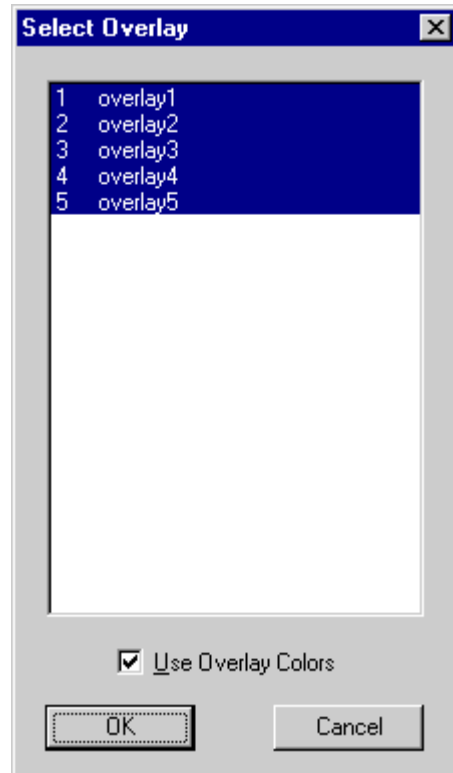 Select Overlay
1 overlay1
2 overlay2
3 overlay3
4 overlay4
5 overlay5
Use Overlay Colors
OK Cancel